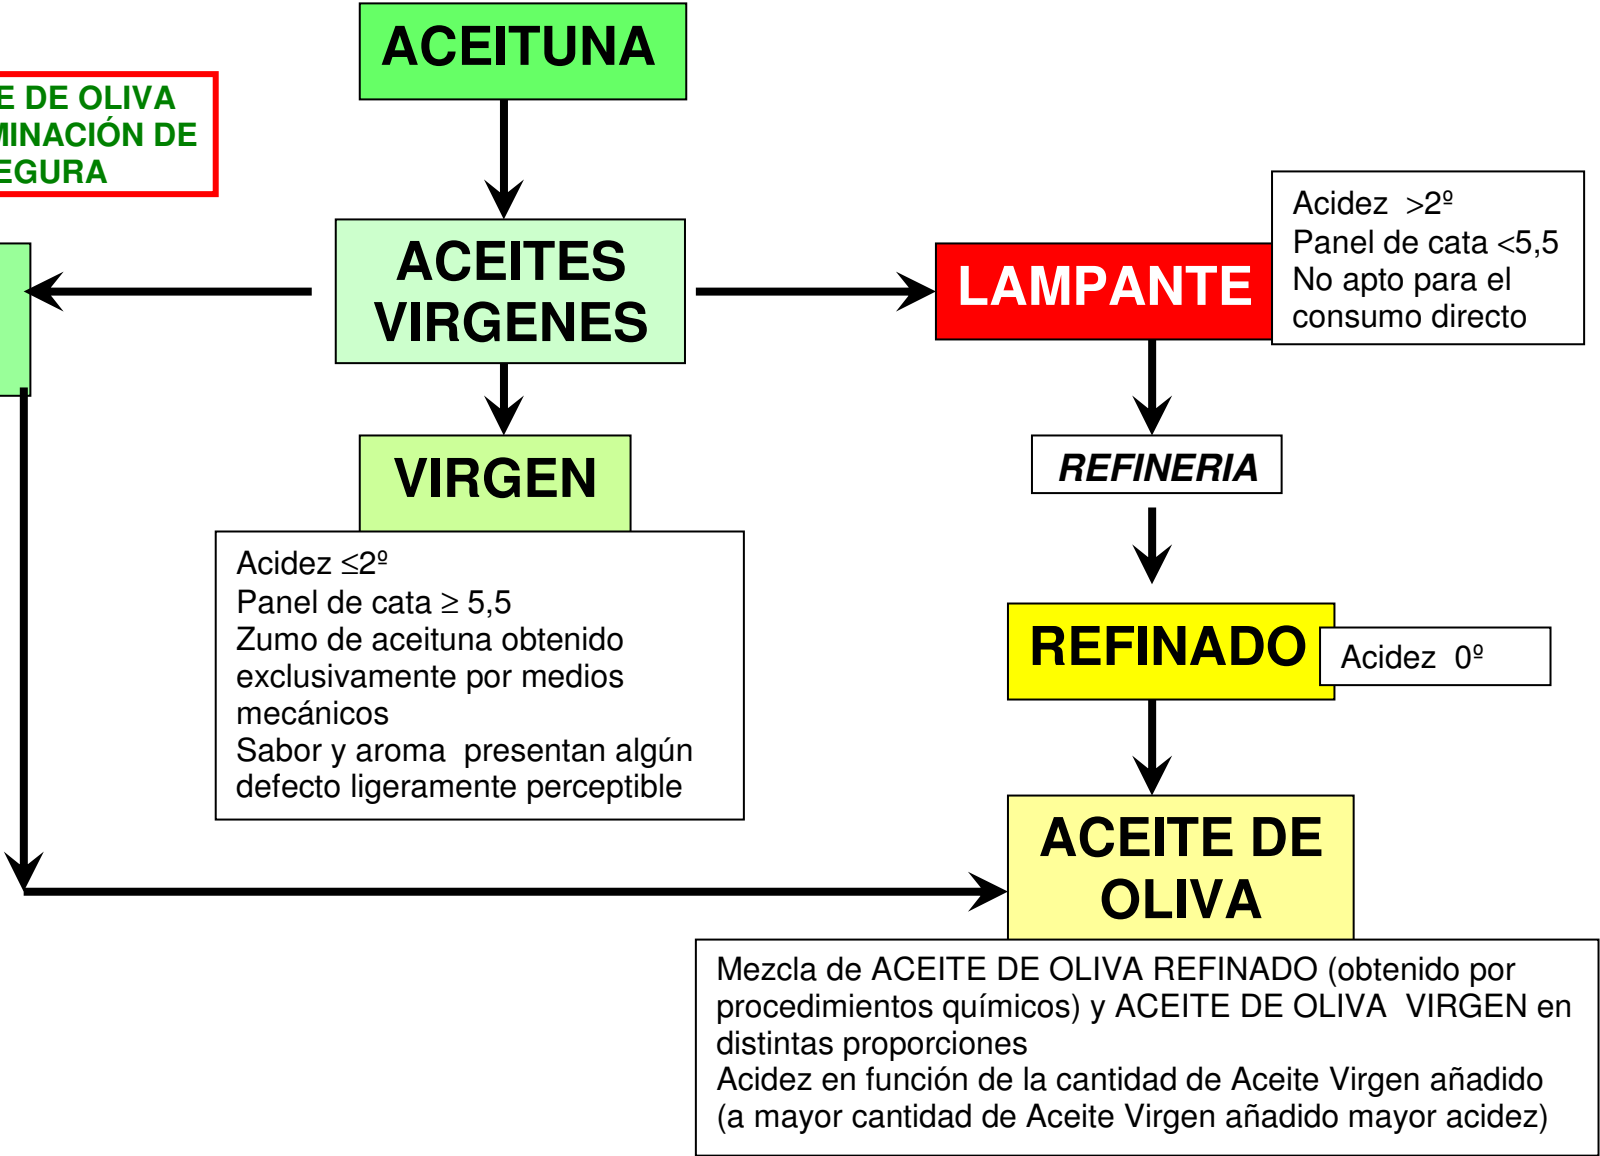 ACEITUNA
E DE OLIVA
MINACIÓN DE
EGURA
ACEITES
VIRGENES
LAMPANTE
Acidez >2º
Panel de cata <5,5
No apto para el
consumo directo
VIRGEN
REFINERIA
Acidez ≤2º
Panel de cata ≥ 5,5
Zumo de aceituna obtenido
exclusivamente por medios
mecánicos
Sabor y aroma presentan algún
defecto ligeramente perceptible
REFINADO
Acidez 0º
ACEITE DE
OLIVA
Mezcla de ACEITE DE OLIVA REFINADO (obtenido por
procedimientos químicos) y ACEITE DE OLIVA VIRGEN en
distintas proporciones
Acidez en función de la cantidad de Aceite Virgen añadido
(a mayor cantidad de Aceite Virgen añadido mayor acidez)